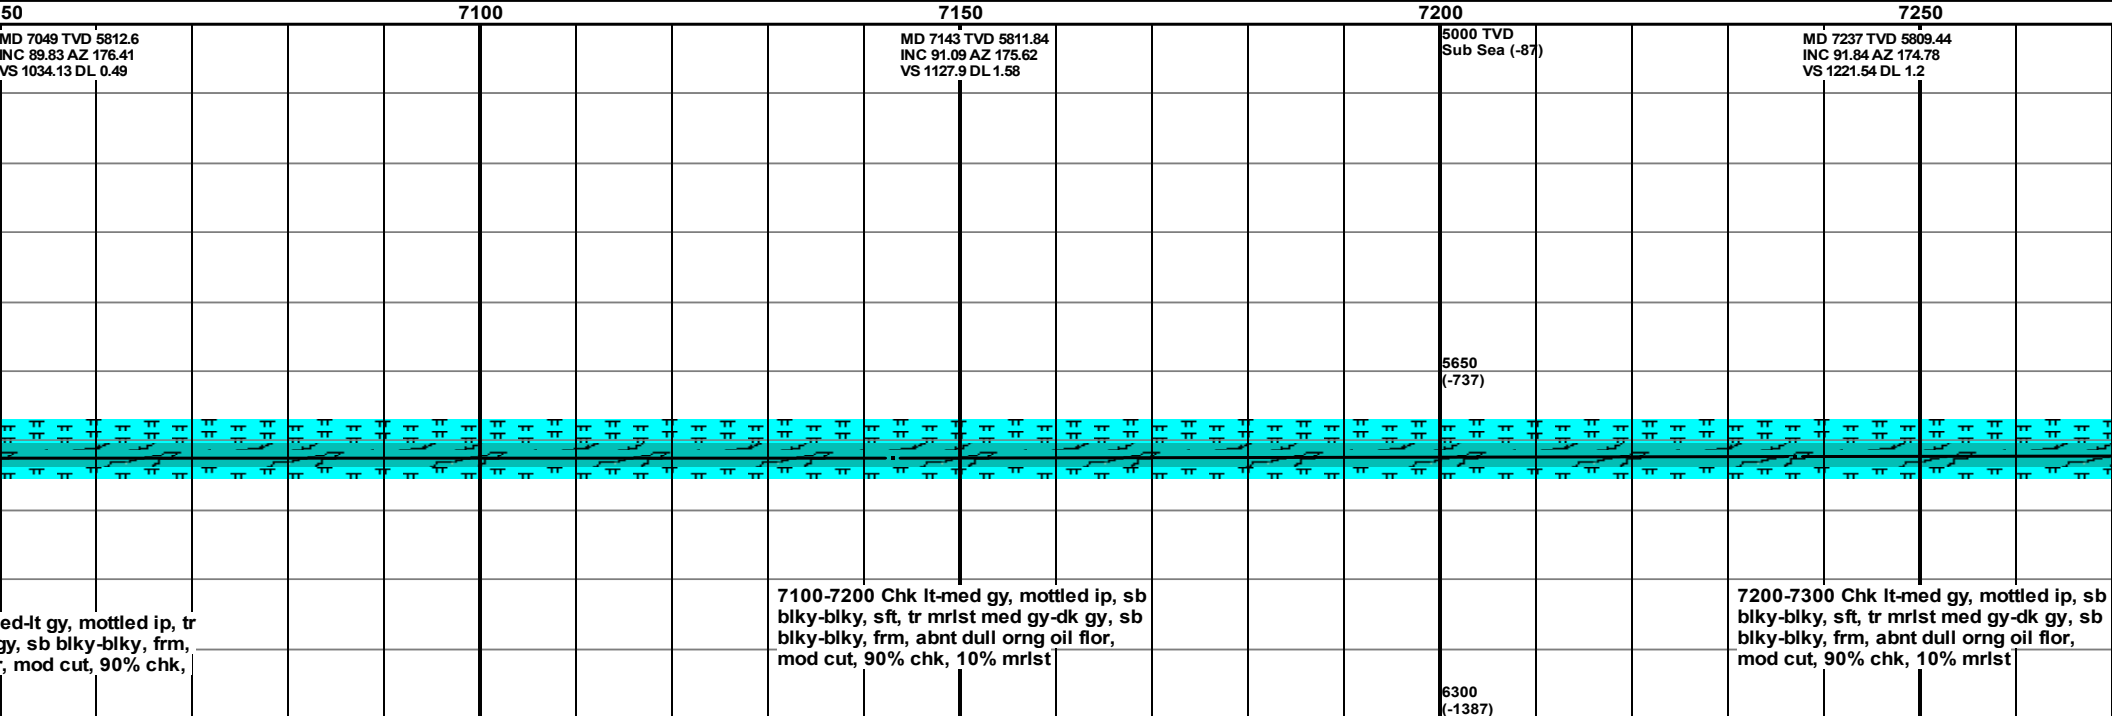 50 7100 7150 7200 7250
MD 7049 TVD 5812.6
INC 89.83 AZ 176.41
VS 1034.13 DL 0.49
MD 7143 TVD 5811.84
INC 91.09 AZ 175.62
VS 1127.9 DL 1.58
5000 TVD
Sub Sea (-87)
MD 7237 TVD 5809.44
INC 91.84 AZ 174.78
VS 1221.54 DL 1.2
5650
(-737)
ed-lt gy, mottled ip, tr
gy, sb blky-blky, frm,
r, mod cut, 90% chk,
7100-7200 Chk lt-med gy, mottled ip, sb
blky-blky, sft, tr mrlst med gy-dk gy, sb
blky-blky, frm, abnt dull orng oil flor,
mod cut, 90% chk, 10% mrlst
7200-7300 Chk lt-med gy, mottled ip, sb
blky-blky, sft, tr mrlst med gy-dk gy, sb
blky-blky, frm, abnt dull orng oil flor,
mod cut, 90% chk, 10% mrlst
6300
(-1387)